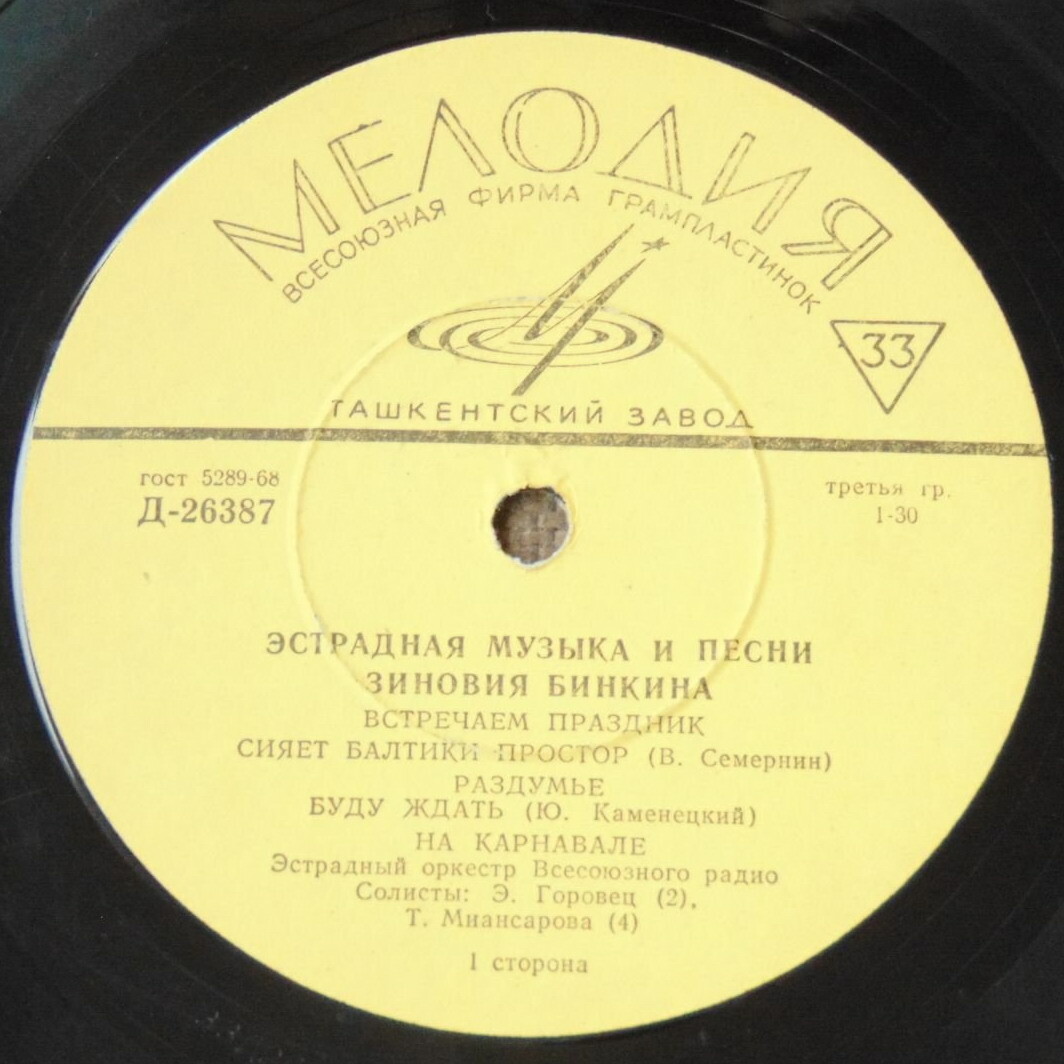 МЕЛОДИЯ
ВСЕСОЮЗНАЯ ФИРМА ГРАМПЛАСТИНОК
33
ТАШКЕНТСКИЙ ЗАВОД
гост 5289-68
Д-26387
третья гр.
1-30
ЭСТРАДНАЯ МУЗЫКА И ПЕСНИ
ЗИНОВИЯ БИНКИНА
ВСТРЕЧАЕМ ПРАЗДНИК
СИЯЕТ БАЛТИКИ ПРОСТОР (В. Семернин)
РАЗДУМЬЕ
БУДУ ЖДАТЬ (Ю. Каменецкий)
НА КАРНАВАЛЕ
Эстрадный оркестр Всесоюзного радио
Солисты: Э. Горовец (2),
Т. Миансарова (4)
I сторона